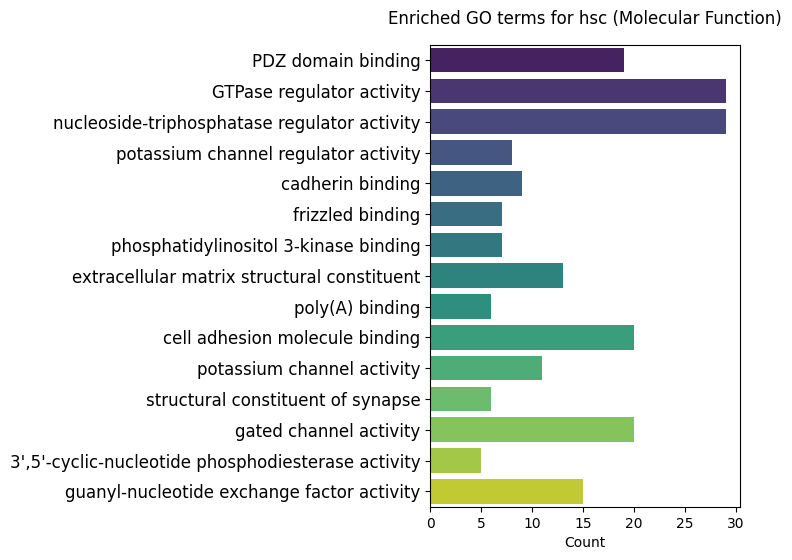 Enriched GO terms for hsc (Molecular Function)
PDZ domain binding
GTPase regulator activity
nucleoside-triphosphatase regulator activity
potassium channel regulator activity
cadherin binding
frizzled binding
phosphatidylinositol 3-kinase binding
extracellular matrix structural constituent
poly(A) binding
cell adhesion molecule binding
potassium channel activity
structural constituent of synapse
gated channel activity
3',5'-cyclic-nucleotide phosphodiesterase activity
guanyl-nucleotide exchange factor activity
0 5 10 15 20 25 30
Count